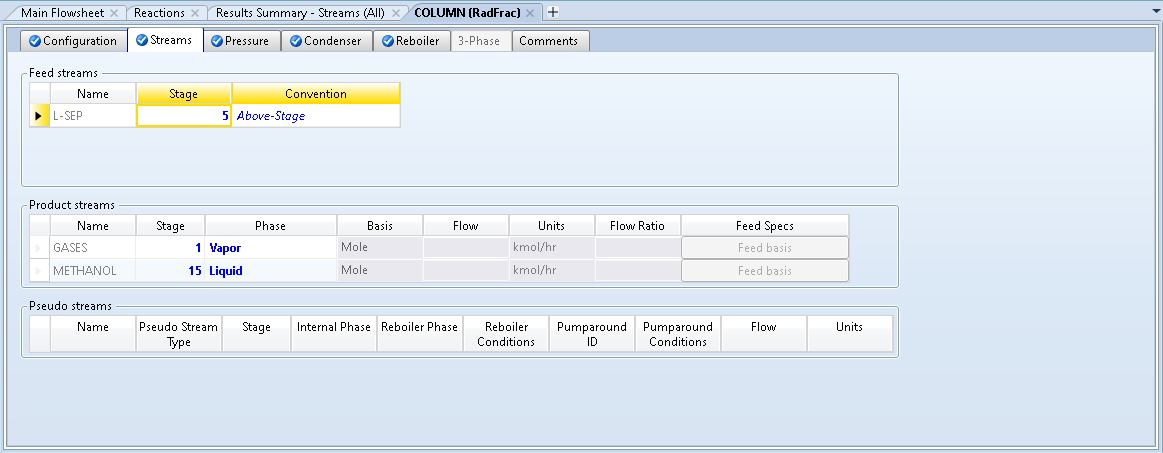 Main Flowsheet Reactions Results Summary - Streams (All) COLUMN (RadFrac)
Configuration Streams Pressure Condenser Reboiler 3-Phase Comments
Feed streams
Name Stage Convention
L-SEP 5 Above-Stage
Product streams
Name Stage Phase Basis Flow Units Flow Ratio Feed Specs
GASES 1 Vapor Mole kmol/hr Feed basis
METHANOL 15 Liquid Mole kmol/hr Feed basis
Pseudo streams
Name Pseudo Stream Stage Internal Phase Reboiler Phase Reboiler Pumparound Pumparound Flow Units
Type Conditions ID Conditions